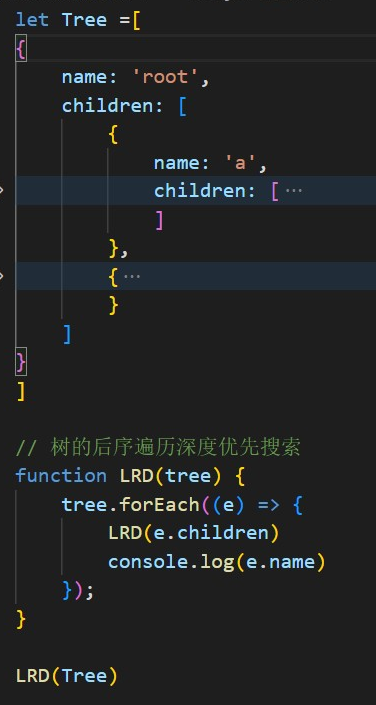 let Tree =[
{
    name: 'root',
    children: [
        {
            name: 'a',
            children: [ ···
            ]
        },
        { ···
        }
    ]
}
]

// 树的后序遍历深度优先搜索
function LRD(tree) {
    tree.forEach((e) => {
        LRD(e.children)
        console.log(e.name)
    });
}

LRD(Tree)